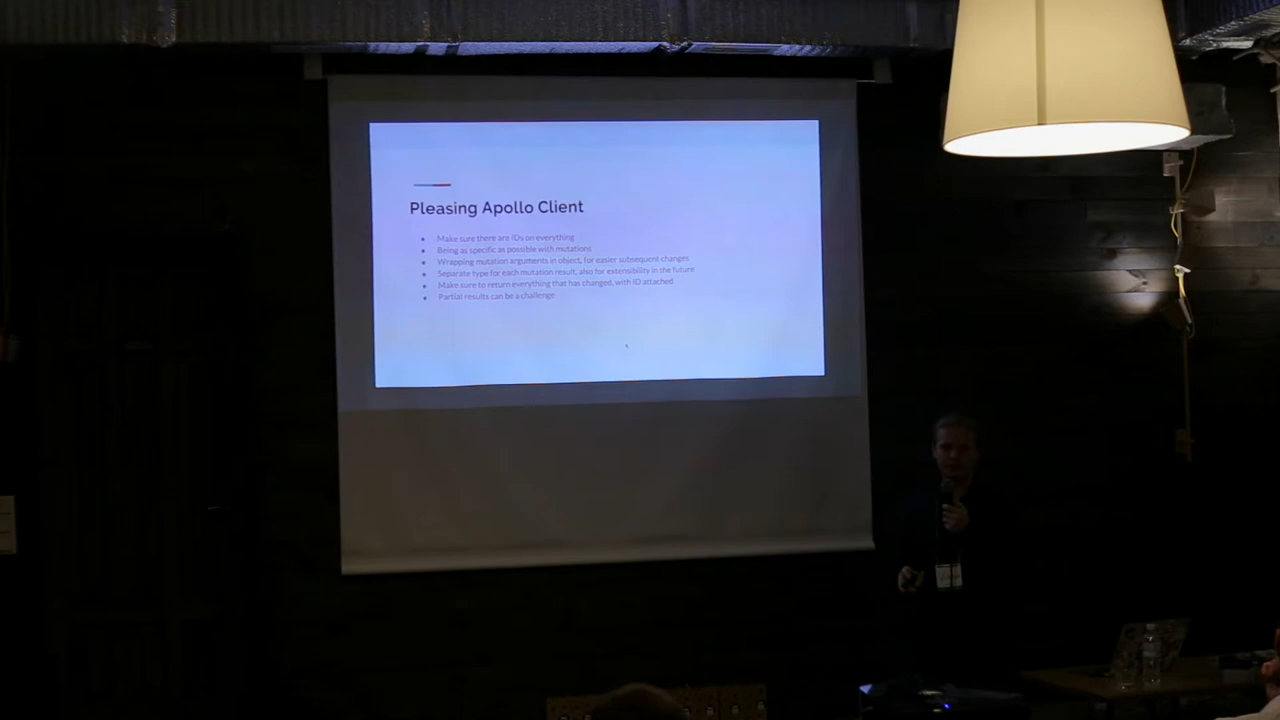 Pleasing Apollo Client
Make sure there are IDs on everything
Being as specific as possible with mutations
Wrapping mutation arguments in object, for easier subsequent changes
Separate type for each mutation result, also for extensibility in the future
Make sure to return everything that has changed, with ID attached
Partial results can be a challenge